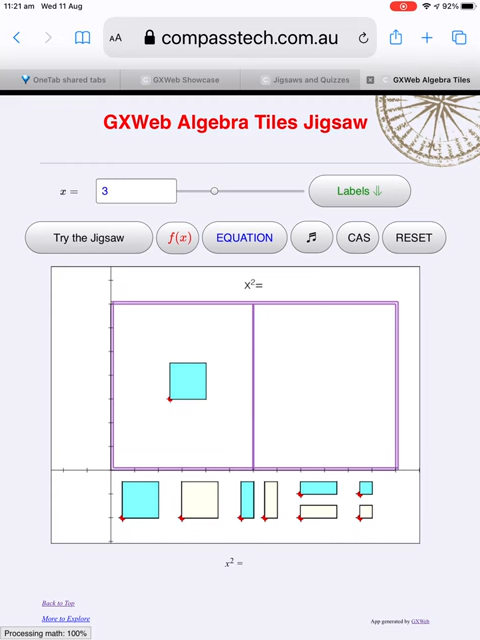 11:21 am Wed 11 Aug 92%
AA compasstech.com.au
OneTab shared tabs GXWeb Showcase Jigsaws and Quizzes GXWeb Algebra Tiles
GXWeb Algebra Tiles Jigsaw
x = 3 Labels ⇓
Try the Jigsaw f(x) EQUATION CAS RESET
X²=
x² =
Back to Top
More to Explore App generated by GXWeb
Processing math: 100%